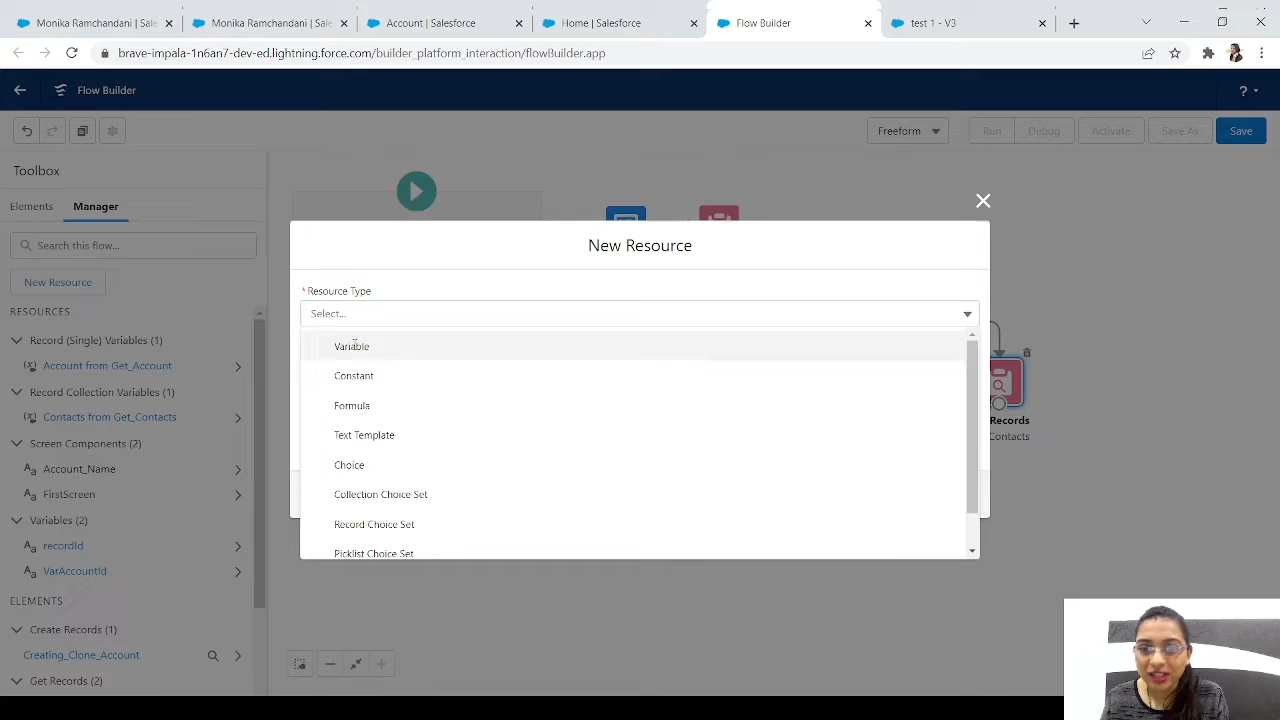 Monika Ramchandani | Sale
Monika Ramchandani | Sale
Account | Salesforce
Home | Salesforce
Flow Builder
test 1 - V3
brave-impala-1n6an7-dev-ed.lightning.force.com/builder_platform_interaction/flowBuilder.app
Flow Builder
?
Freeform
Run
Debug
Activate
Save As
Save
Toolbox
Elements
Manager
Search this flow...
New Resource
RESOURCES
Record (Single) Variables (1)
Account from Get_Account
Record Collection Variables (1)
Contacts from Get_Contacts
Screen Components (2)
Account_Name
FirstScreen
Variables (2)
recordId
VarAccountId
ELEMENTS
Create Records (1)
Creating_Clone_Account
Get Records (2)
New Resource
* Resource Type
Select...
Variable
Constant
Formula
Text Template
Choice
Collection Choice Set
Record Choice Set
Picklist Choice Set
Records
Contacts